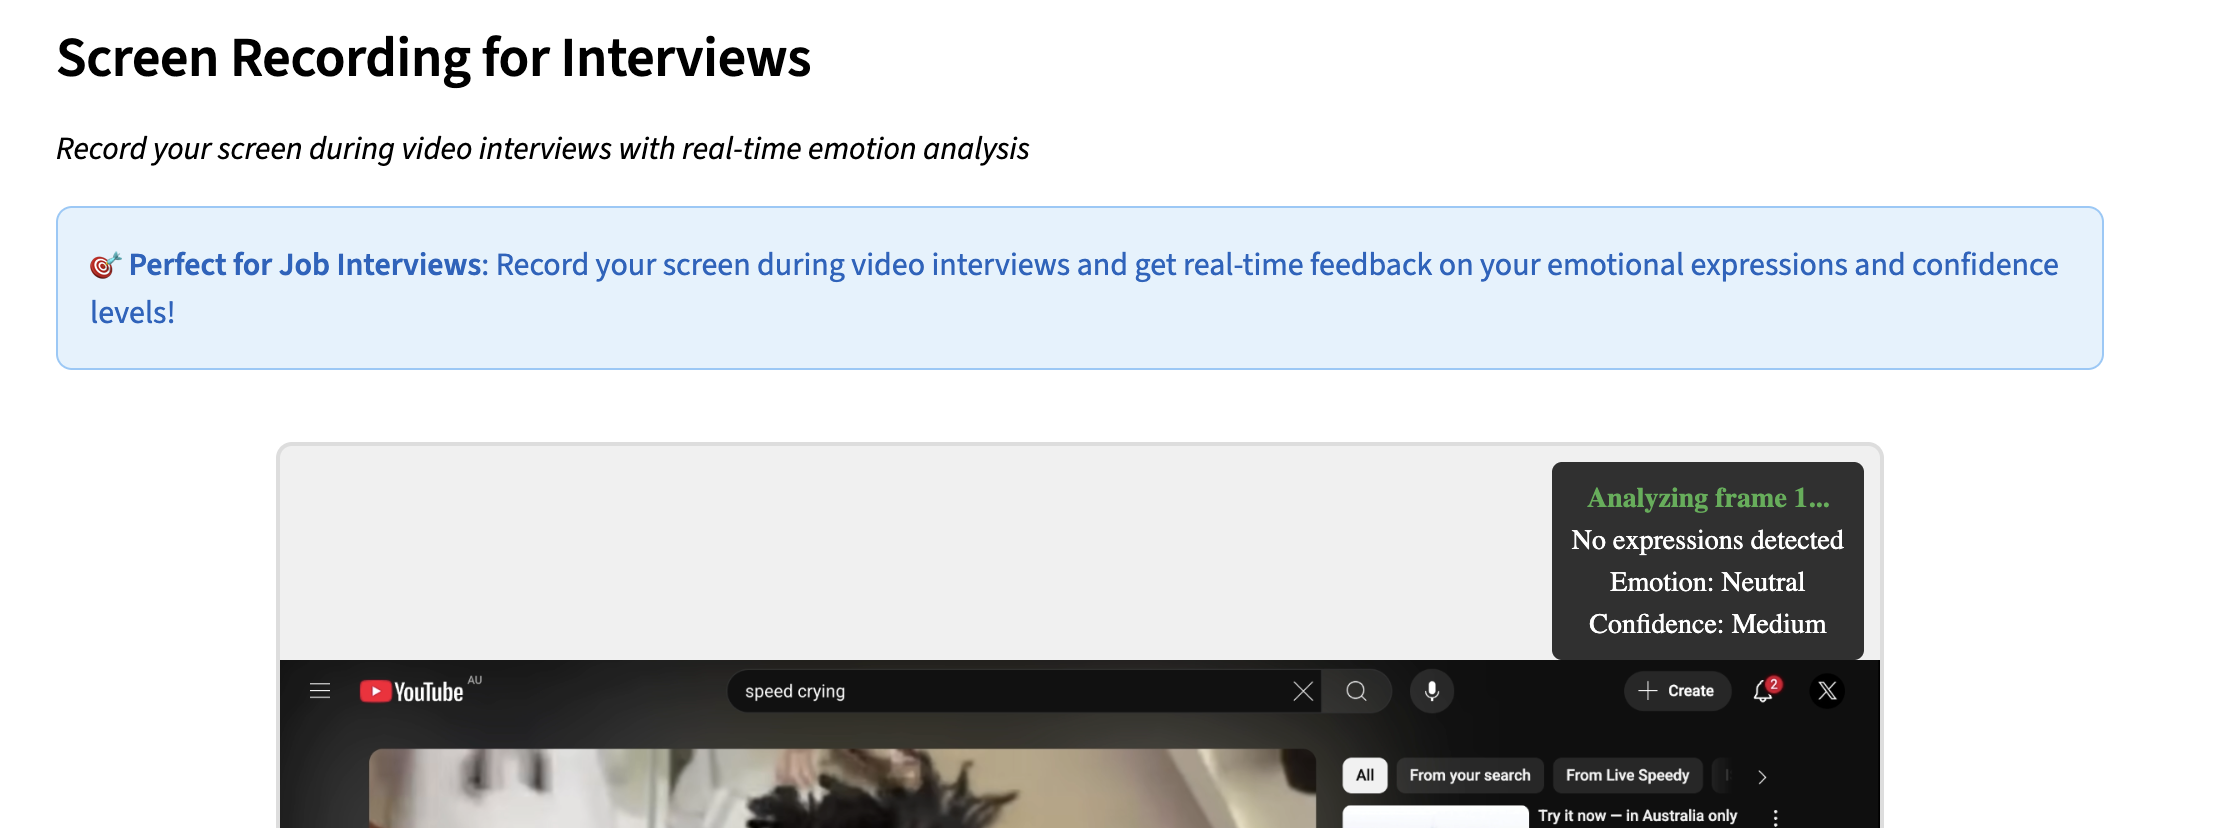 Screen Recording for Interviews
Record your screen during video interviews with real-time emotion analysis
🎯 Perfect for Job Interviews: Record your screen during video interviews and get real-time feedback on your emotional expressions and confidence
levels!
Analyzing frame 1...
No expressions detected
Emotion: Neutral
Confidence: Medium
YouTube AU
speed crying
Create
2
All
From your search
From Live Speedy
Try it now — in Australia only